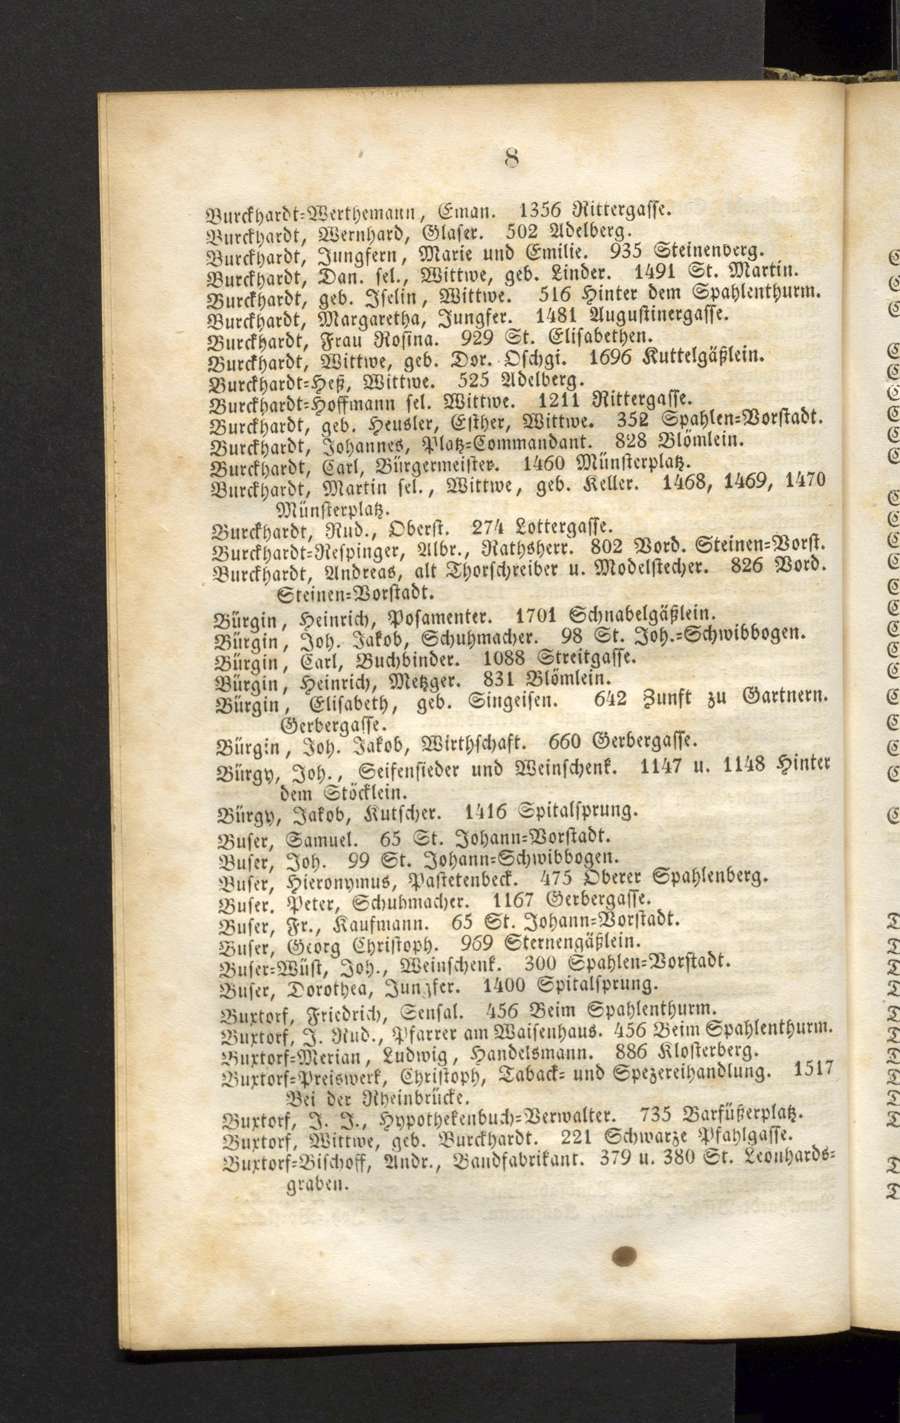 8
Burckhardt-Werthemann, Eman. 1356 Rittergasse.
Burckhardt, Wernhard, Glaser. 502 Adelberg.
Burckhardt, Jungfern, Marie und Emilie. 935 Steinenberg.
Burckhardt, Dan. sel., Wittwe, geb. Linder. 1491 St. Martin.
Burckhardt, geb. Iselin, Wittwe. 516 Hinter dem Spahlenthurm.
Burckhardt, Margaretha, Jungfer. 1481 Augustinergasse.
Burckhardt, Frau Rosina. 929 St. Elisabethen.
Burckhardt, Wittwe, geb. Dor. Oschgi. 1696 Kuttelgäßlein.
Burckhardt-Heß, Wittwe. 525 Adelberg.
Burckhardt-Hoffmann sel. Wittwe. 1211 Rittergasse.
Burckhardt, geb. Heusler, Esther, Wittwe. 352 Spahlen-Vorstadt.
Burckhardt, Johannes, Platz-Commandant. 828 Blömlein.
Burckhardt, Carl, Bürgermeister. 1460 Münsterplatz.
Burckhardt, Martin sel., Wittwe, geb. Keller. 1468, 1469, 1470
Münsterplatz.
Burckhardt, Rud., Oberst. 274 Lottergasse.
Burckhardt-Respinger, Albr., Rathsherr. 802 Vord. Steinen-Vorst.
Burckhardt, Andreas, alt Thorschreiber u. Modelstecher. 826 Vord.
Steinen-Vorstadt.
Bürgin, Heinrich, Posamenter. 1701 Schnabelgäßlein.
Bürgin, Joh. Jakob, Schuhmacher. 98 St. Joh.-Schwibbogen.
Bürgin, Carl, Buchbinder. 1088 Streitgasse.
Bürgin, Heinrich, Metzger. 831 Blömlein.
Bürgin, Elisabeth, geb. Singeisen. 642 Zunft zu Gartnern.
Gerbergasse.
Bürgin, Joh. Jakob, Wirthschaft. 660 Gerbergasse.
Bürgy, Joh., Seifensieder und Weinschenk. 1147 u. 1148 Hinter
dem Stöcklein.
Bürgy, Jakob, Kutscher. 1416 Spitalsprung.
Buser, Samuel. 65 St. Johann-Vorstadt.
Buser, Joh. 99 St. Johann-Schwibbogen.
Buser, Hieronymus, Pastetenbeck. 475 Oberer Spahlenberg.
Buser. Peter, Schuhmacher. 1167 Gerbergasse.
Buser, Fr., Kaufmann. 65 St. Johann-Vorstadt.
Buser, Georg Christoph. 969 Sternengäßlein.
Buser-Wüst, Joh., Weinschenk. 300 Spahlen-Vorstadt.
Buser, Dorothea, Jungfer. 1400 Spitalsprung.
Buxtorf, Friedrich, Sensal. 456 Beim Spahlenthurm.
Buxtorf, J. Rud., Pfarrer am Waisenhaus. 456 Beim Spahlenthurm.
Buxtorf-Merian, Ludwig, Handelsmann. 886 Klosterberg.
Buxtorf-Preiswerk, Christoph, Taback- und Spezereihandlung. 1517
Bei der Rheinbrücke.
Buxtorf, J. J., Hypothekenbuch-Verwalter. 735 Barfüßerplatz.
Buxtorf, Wittwe, geb. Burckhardt. 221 Schwarze Pfahlgasse.
Buxtorf-Bischoff, Andr., Bandfabrikant. 379 u. 380 St. Leonhards-
graben.